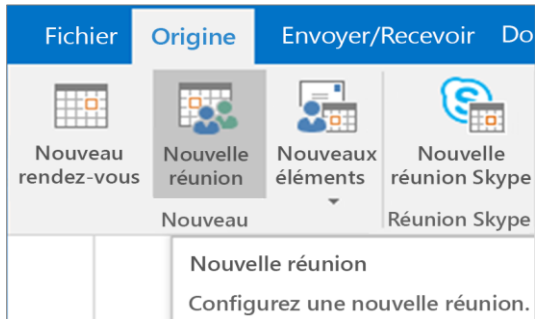 Fichier Origine Envoyer/Recevoir Do
Nouveau rendez-vous
Nouvelle réunion
Nouveaux éléments
Nouvelle réunion Skype
Nouveau Réunion Skype
Nouvelle réunion
Configurez une nouvelle réunion.